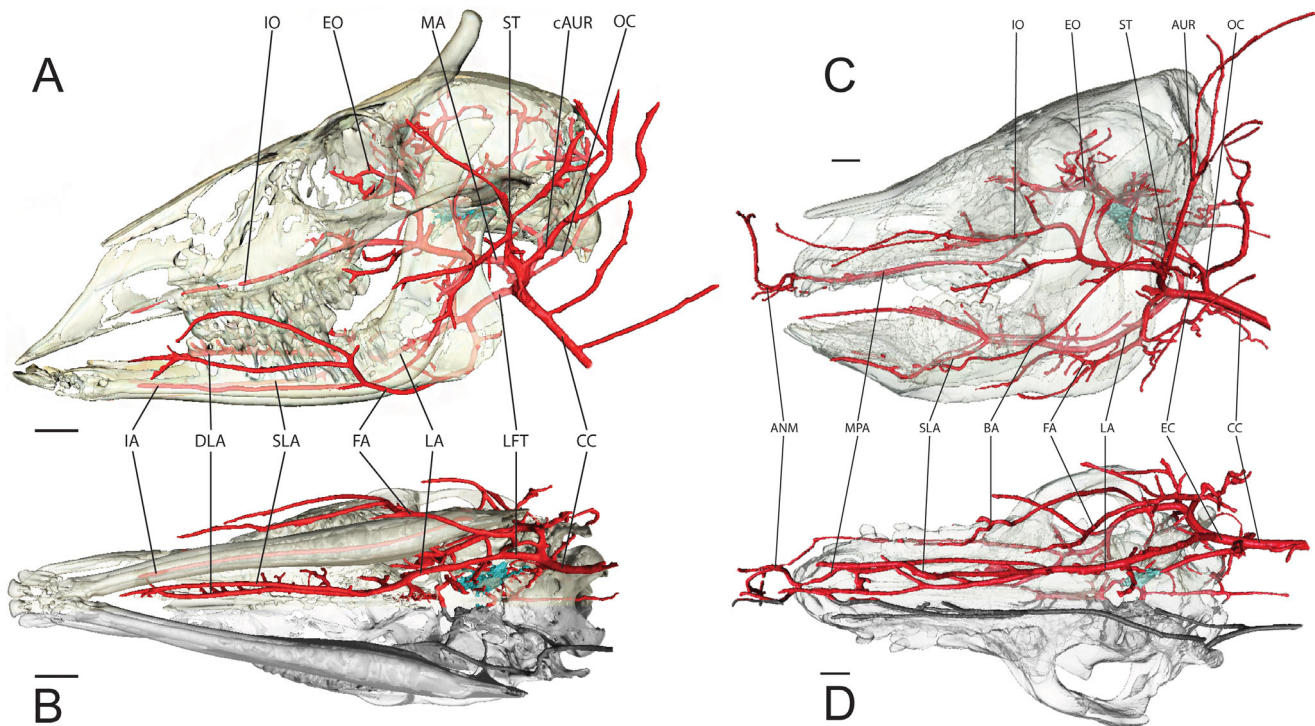 IO EO MA ST cAUR OC
A
IO EO ST AUR OC
C
IA DLA SLA FA LA LFT CC
B
ANM MPA SLA BA FA LA EC CC
D